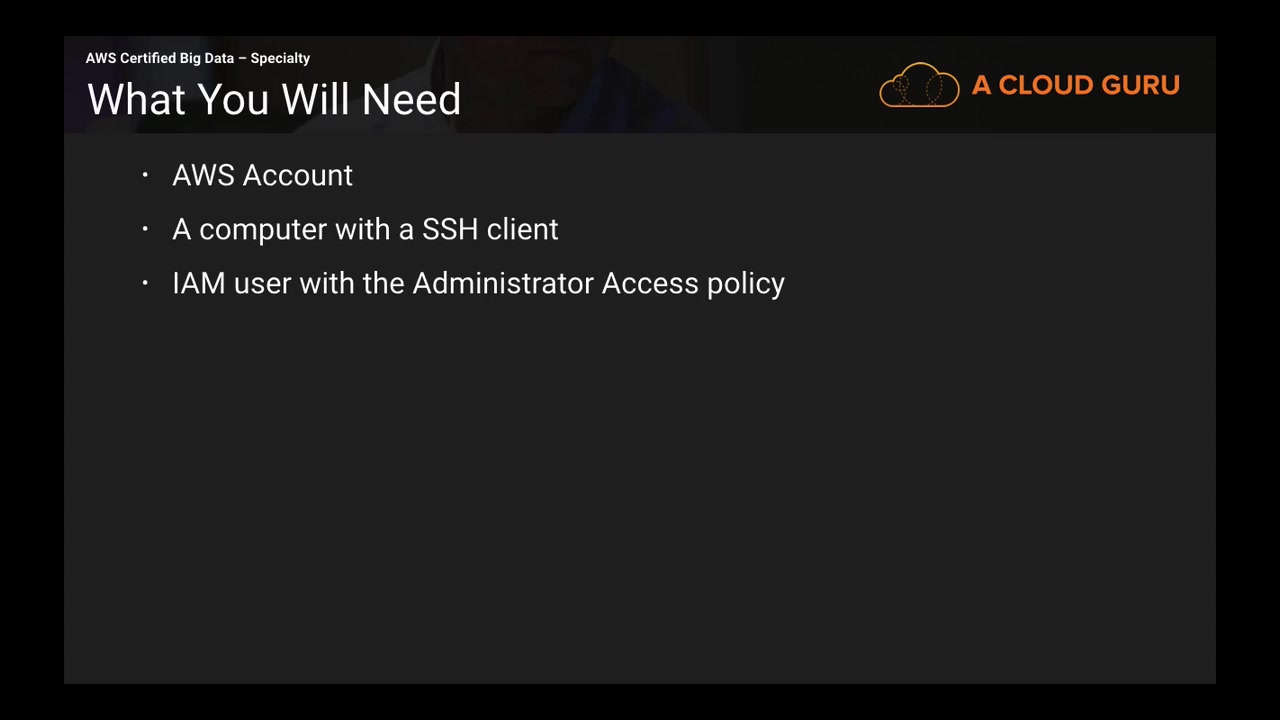 AWS Certified Big Data – Specialty
What You Will Need
A CLOUD GURU
• AWS Account
• A computer with a SSH client
• IAM user with the Administrator Access policy